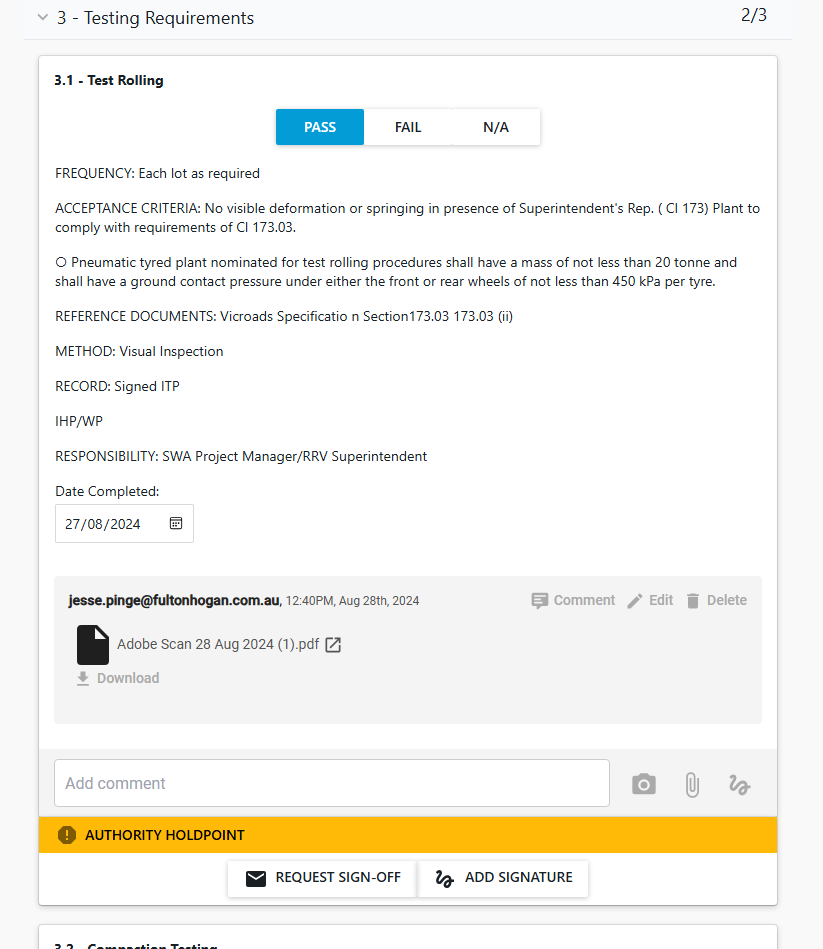 3 - Testing Requirements
2/3
3.1 - Test Rolling
PASS
FAIL
N/A
FREQUENCY: Each lot as required
ACCEPTANCE CRITERIA: No visible deformation or springing in presence of Superintendent's Rep. ( Cl 173) Plant to
comply with requirements of Cl 173.03.
O Pneumatic tyred plant nominated for test rolling procedures shall have a mass of not less than 20 tonne and
shall have a ground contact pressure under either the front or rear wheels of not less than 450 kPa per tyre.
REFERENCE DOCUMENTS: Vicroads Specificatio n Section173.03 173.03 (ii)
METHOD: Visual Inspection
RECORD: Signed ITP
IHP/WP
RESPONSIBILITY: SWA Project Manager/RRV Superintendent
Date Completed:
27/08/2024
jesse.pinge@fultonhogan.com.au, 12:40PM, Aug 28th, 2024
Comment
Edit
Delete
Adobe Scan 28 Aug 2024 (1).pdf
Download
Add comment
AUTHORITY HOLDPOINT
REQUEST SIGN-OFF
ADD SIGNATURE
3.2 - Compaction Testing